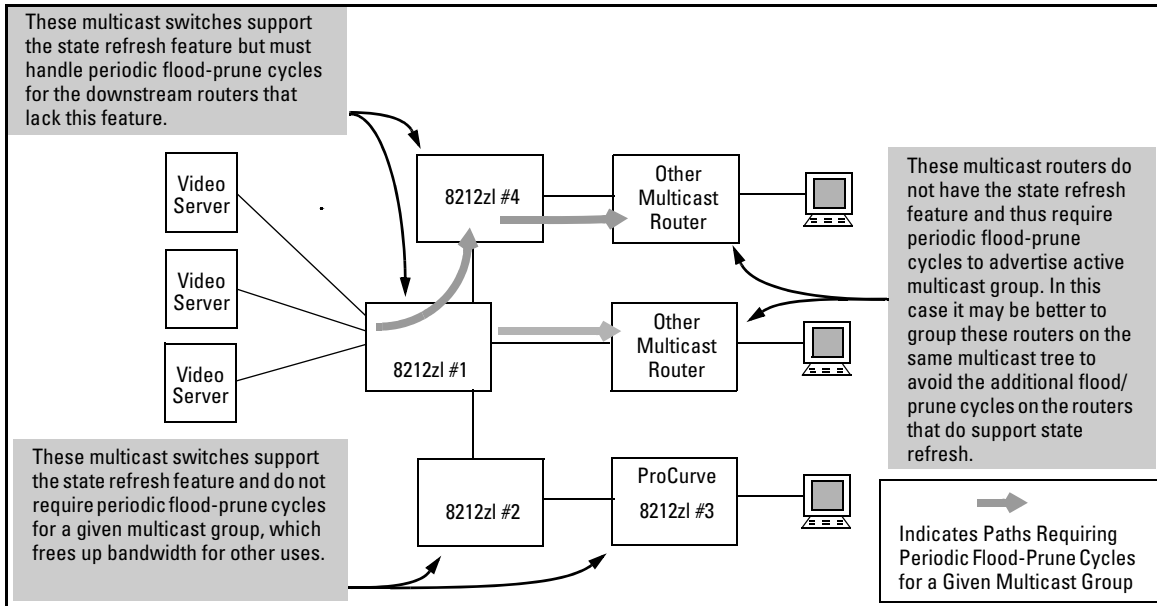 These multicast switches support
the state refresh feature but must
handle periodic flood-prune cycles
for the downstream routers that
lack this feature.
Video
Server
Video
Server
Video
Server
8212zl #4
Other
Multicast
Router
8212zl #1
Other
Multicast
Router
8212zl #2
ProCurve
8212zl #3
These multicast routers do
not have the state refresh
feature and thus require
periodic flood-prune
cycles to advertise active
multicast group. In this
case it may be better to
group these routers on the
same multicast tree to
avoid the additional flood/
prune cycles on the routers
that do support state
refresh.
These multicast switches support
the state refresh feature and do not
require periodic flood-prune cycles
for a given multicast group, which
frees up bandwidth for other uses.
Indicates Paths Requiring
Periodic Flood-Prune Cycles
for a Given Multicast Group